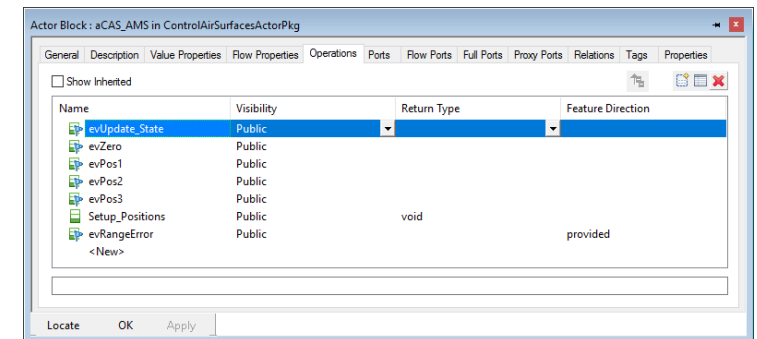 Actor Block : aCAS_AMS in ControlAirSurfacesActorPkg
General Description Value Properties Flow Properties Operations Ports Flow Ports Full Ports Proxy Ports Relations Tags Properties
Show Inherited
Name Visibility Return Type Feature Direction
evUpdate_State Public
evZero Public
evPos1 Public
evPos2 Public
evPos3 Public
Setup_Positions Public void
evRangeError Public provided
<New>
Locate OK Apply